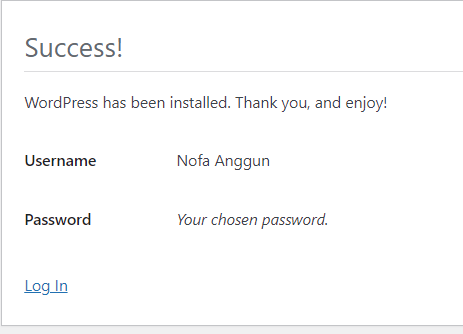 Success!
WordPress has been installed. Thank you, and enjoy!
Username Nofa Anggun
Password Your chosen password.
Log In